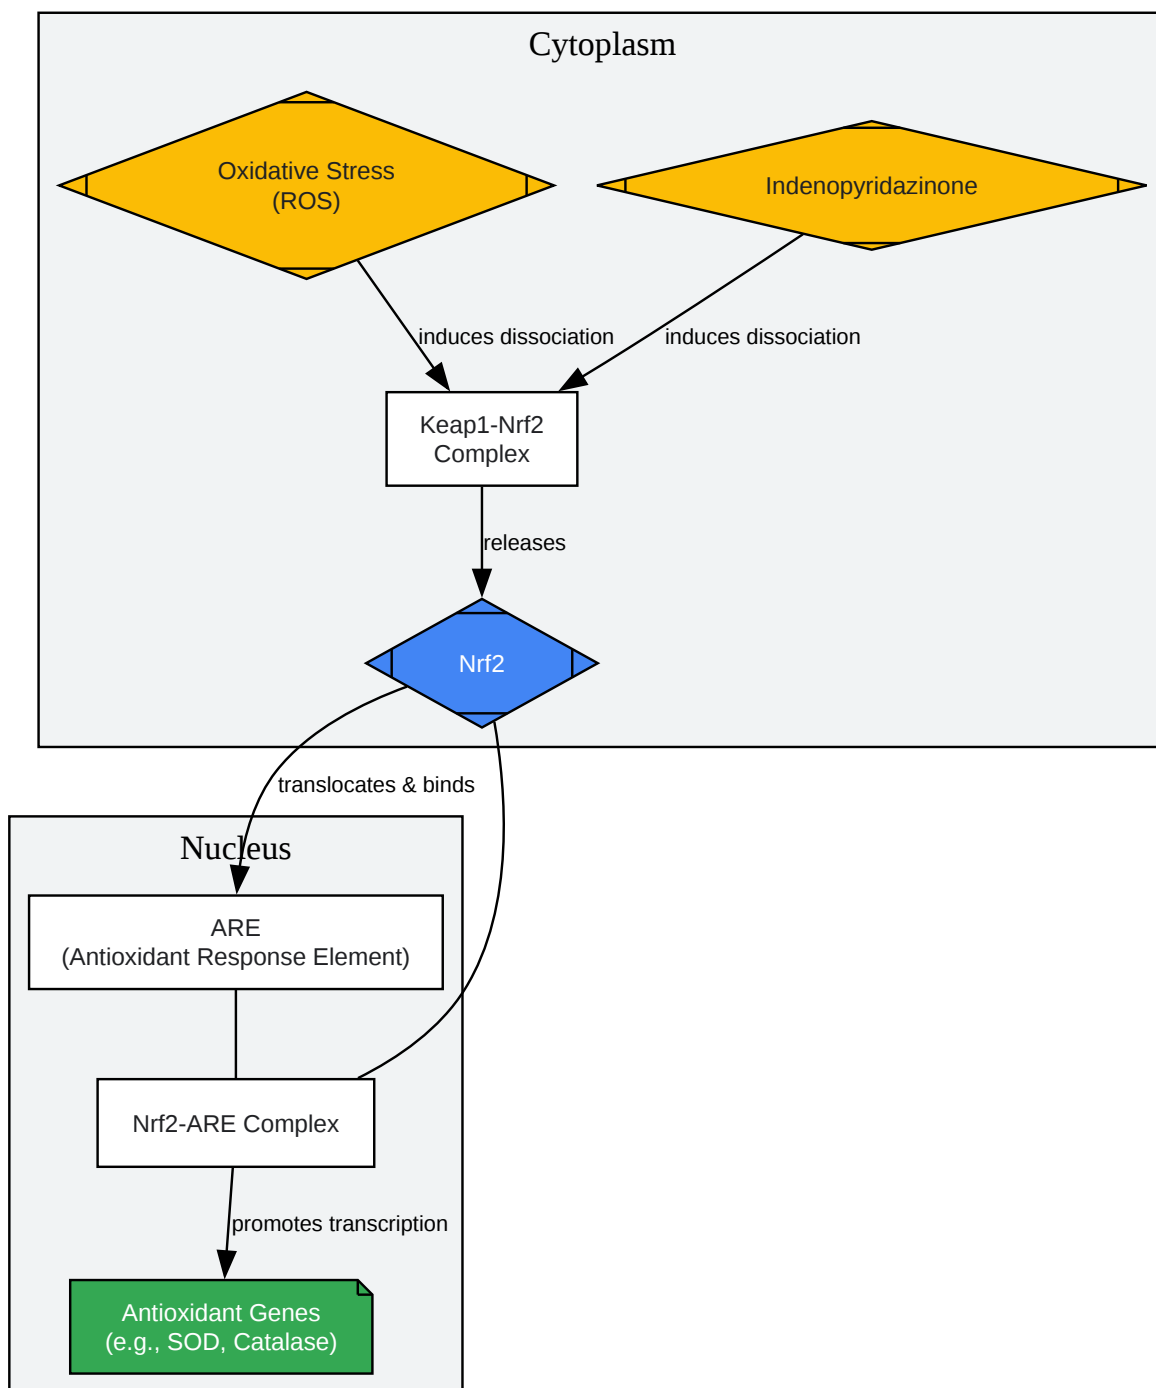 Cytoplasm
Oxidative Stress
(ROS)
Indenopyridazinone
induces dissociation
induces dissociation
Keap1-Nrf2
Complex
releases
Nrf2
translocates & binds
Nucleus
ARE
(Antioxidant Response Element)
Nrf2-ARE Complex
promotes transcription
Antioxidant Genes
(e.g., SOD, Catalase)